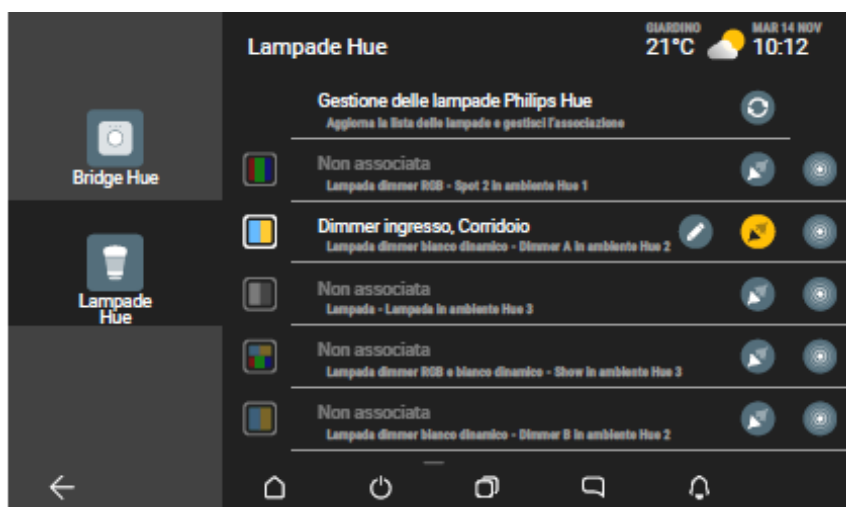 Lampade Hue
GIARDINO
21°C
MAR 14 NOV
10:12
Bridge Hue
Lampade
Hue
Gestione delle lampade Philips Hue
Aggiorna la lista delle lampade e gestisci l'associazione
Non associata
Lampada dimmer RGB - Spot 2 in ambiente Hue 1
Dimmer ingresso, Corridoio
Lampada dimmer bianco dinamico - Dimmer A in ambiente Hue 2
Non associata
Lampada - Lampada in ambiente Hue 3
Non associata
Lampada dimmer RGB e bianco dinamico - Show in ambiente Hue 3
Non associata
Lampada dimmer bianco dinamico - Dimmer B in ambiente Hue 2